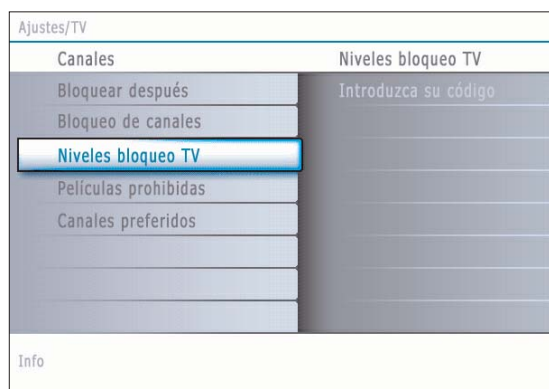 Ajustes/TV
Canales
Bloquear después
Bloqueo de canales
Niveles bloqueo TV
Películas prohibidas
Canales preferidos
Niveles bloqueo TV
Introduzca su código
Info